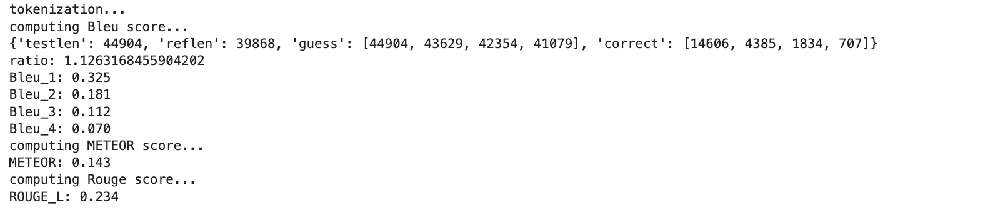 tokenization...
computing Bleu score...
{'testlen': 44904, 'reflen': 39868, 'guess': [44904, 43629, 42354, 41079], 'correct': [14606, 4385, 1834, 707]}
ratio: 1.1263168455904202
Bleu_1: 0.325
Bleu_2: 0.181
Bleu_3: 0.112
Bleu_4: 0.070
computing METEOR score...
METEOR: 0.143
computing Rouge score...
ROUGE_L: 0.234